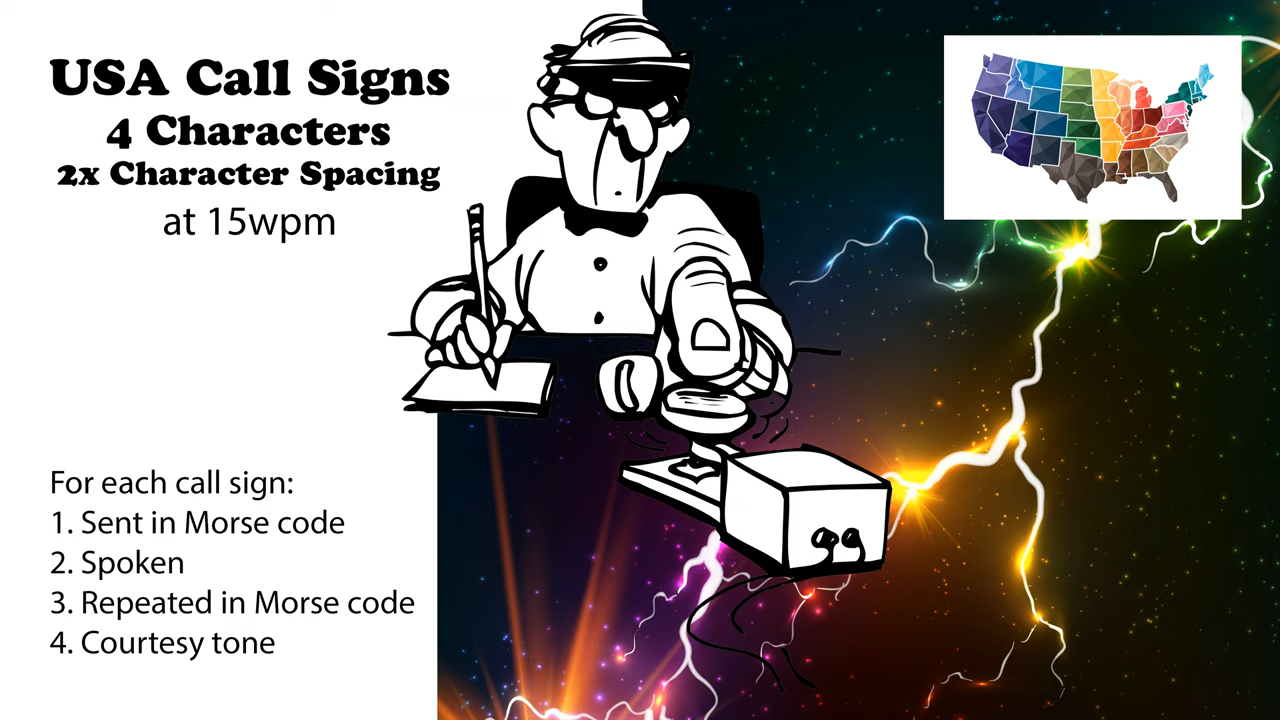 USA Call Signs
4 Characters
2x Character Spacing
at 15wpm
For each call sign:
1. Sent in Morse code
2. Spoken
3. Repeated in Morse code
4. Courtesy tone